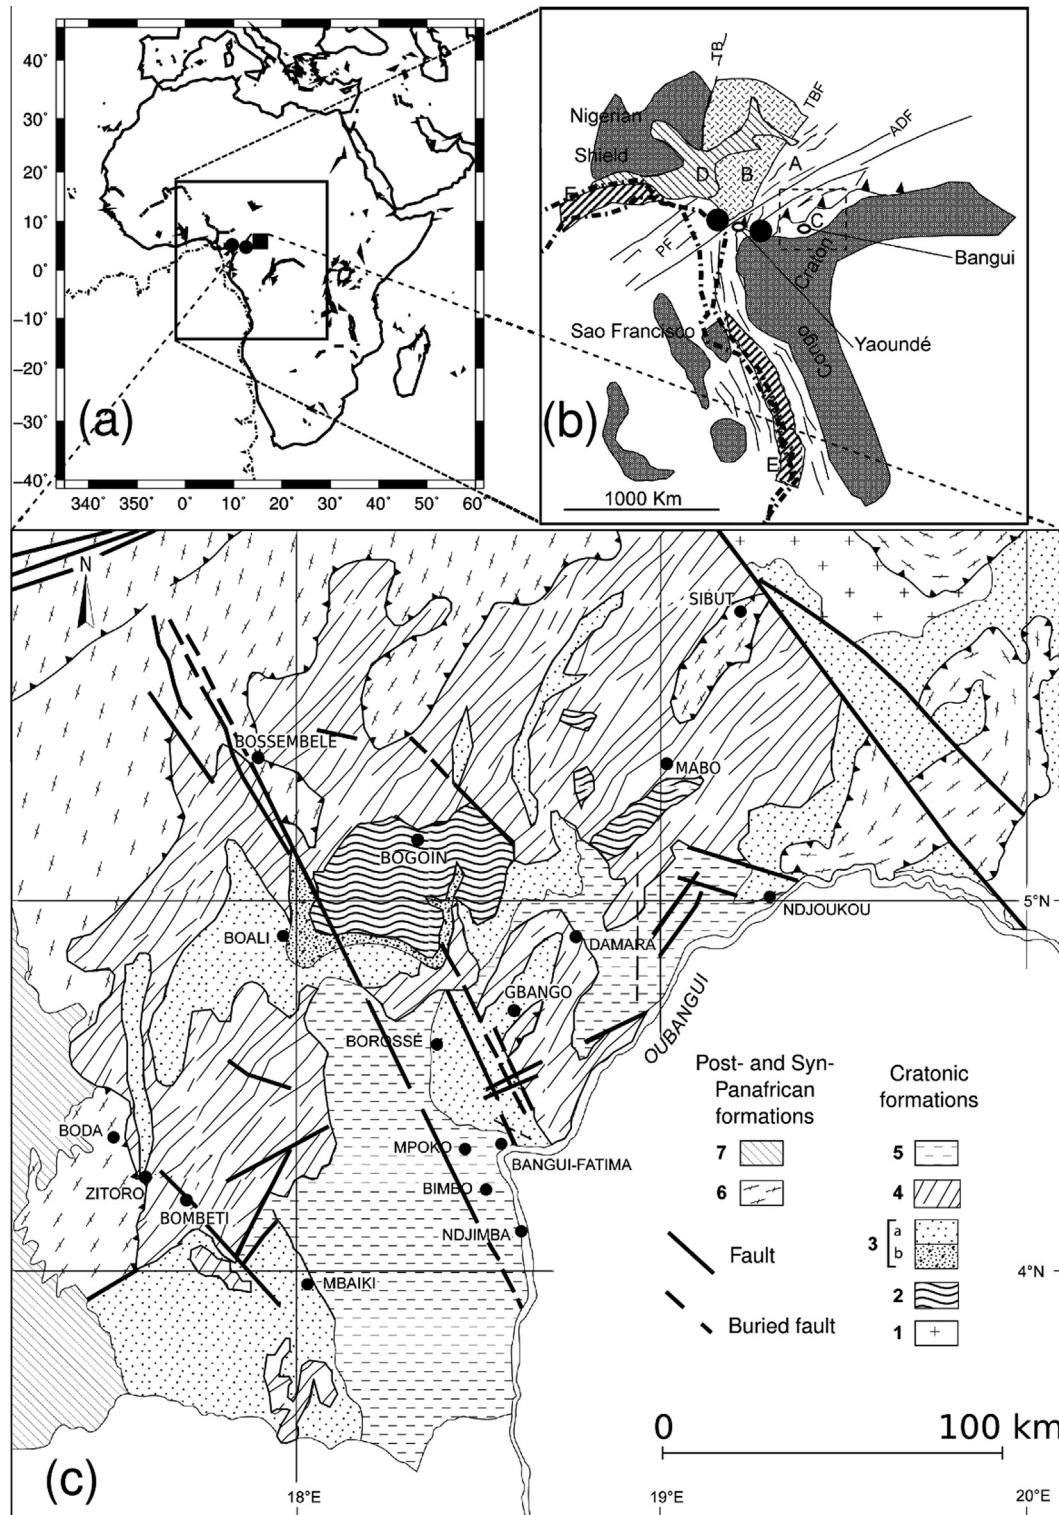 40°
30°
20°
10°
0°
−10°
−20°
−30°
−40°
340°
350°
0°
10°
20°
30°
40°
50°
60°
(a)
TB
TBF
ADF
Nigerian
Shield
A
B
D
E
C
PF
Craton
Congo
Bangui
Sao Francisco
Yaoundé
(b)
E
1000 Km
N
SIBUT
BOSSEMBELE
MABO
BOGOIN
5°N
NDJOUKOU
BOALI
DAMARA
GBANGO
OUBANGUI
BOROSSE
BODA
MPOKO
BANGUI-FATIMA
ZITORO
BIMBO
BOMBETI
NDJIMBA
MBAIKI
4°N
Post- and Syn-
Panafrican
formations
7
6
Fault
Buried fault
Cratonic
formations
5
4
3
a
b
2
1
0
100 km
(c)
18°E
19°E
20°E